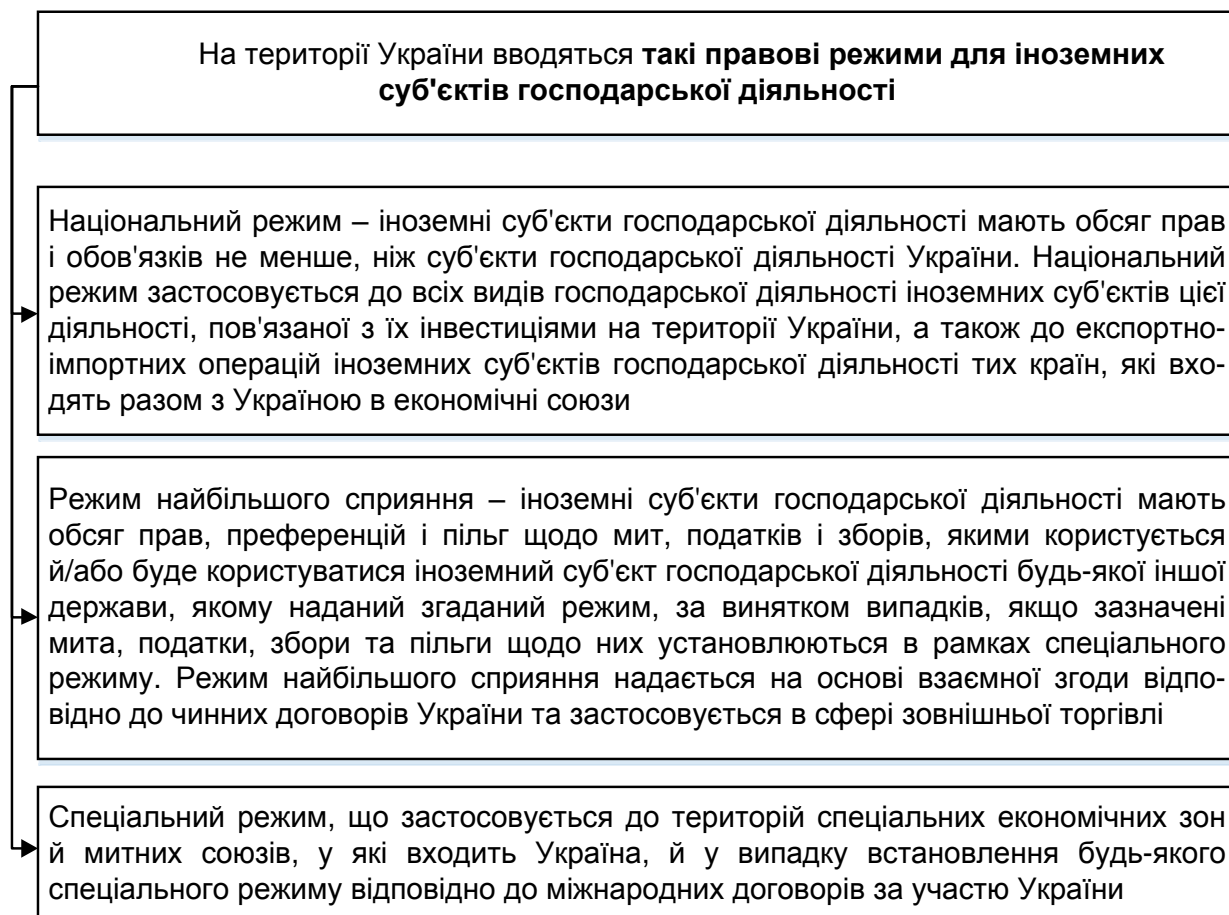 На території України вводяться такі правові режими для іноземних
суб'єктів господарської діяльності
Національний режим – іноземні суб'єкти господарської діяльності мають обсяг прав
і обов'язків не менше, ніж суб'єкти господарської діяльності України. Національний
режим застосовується до всіх видів господарської діяльності іноземних суб'єктів цієї
діяльності, пов'язаної з їх інвестиціями на території України, а також до експортно-
імпортних операцій іноземних суб'єктів господарської діяльності тих країн, які вхо-
дять разом з Україною в економічні союзи
Режим найбільшого сприяння – іноземні суб'єкти господарської діяльності мають
обсяг прав, преференцій і пільг щодо мит, податків і зборів, якими користується
й/або буде користуватися іноземний суб'єкт господарської діяльності будь-якої іншої
держави, якому наданий згаданий режим, за винятком випадків, якщо зазначені
мита, податки, збори та пільги щодо них установлюються в рамках спеціального
режиму. Режим найбільшого сприяння надається на основі взаємної згоди відпо-
відно до чинних договорів України та застосовується в сфері зовнішньої торгівлі
Спеціальний режим, що застосовується до територій спеціальних економічних зон
й митних союзів, у які входить Україна, й у випадку встановлення будь-якого
спеціального режиму відповідно до міжнародних договорів за участю України